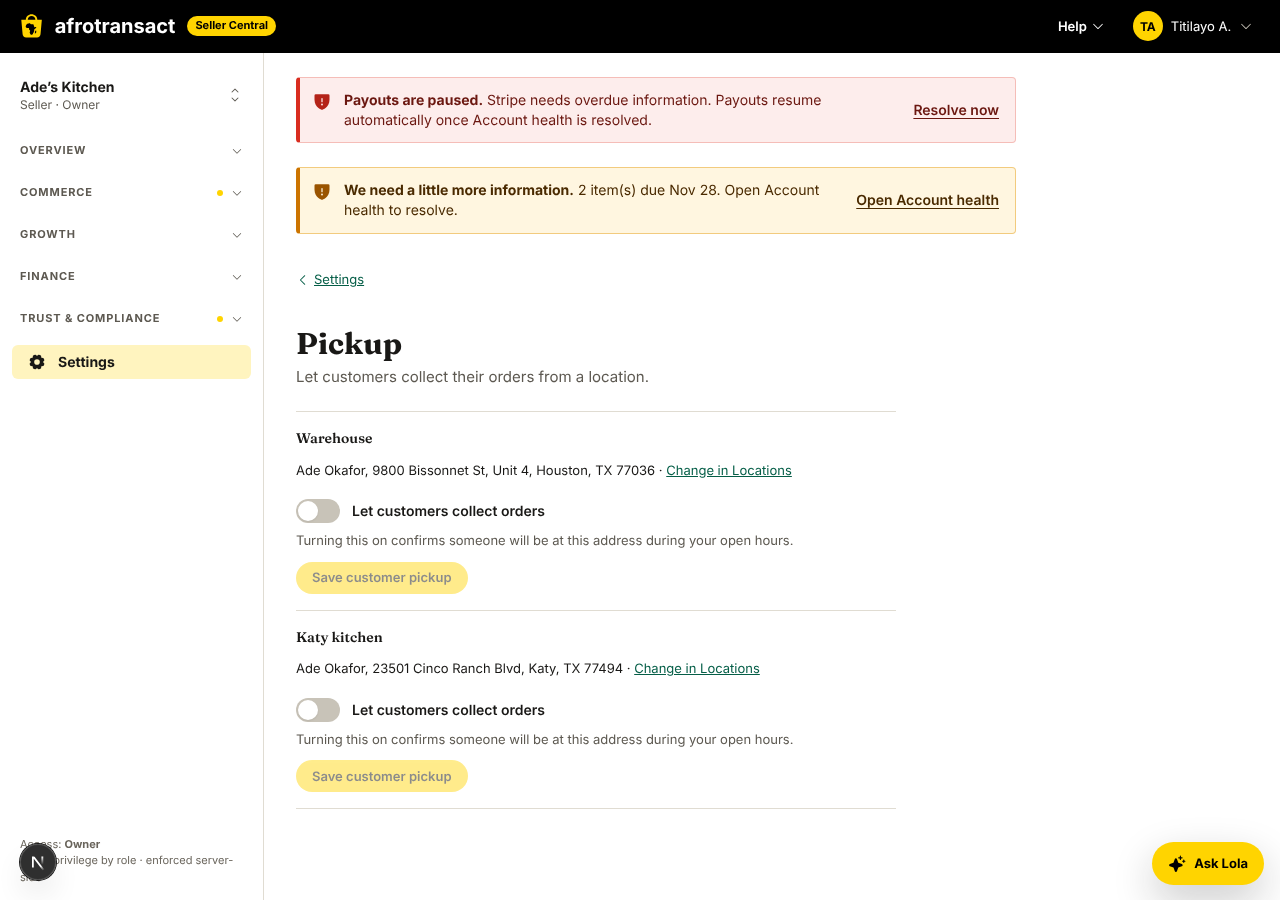 afrotransact
Seller Central
Help
TA
Titilayo A.
Ade's Kitchen
Seller · Owner
OVERVIEW
COMMERCE
GROWTH
FINANCE
TRUST & COMPLIANCE
Settings
Payouts are paused. Stripe needs overdue information. Payouts resume
automatically once Account health is resolved.
Resolve now
We need a little more information. 2 item(s) due Nov 28. Open Account
health to resolve.
Open Account health
Settings
Pickup
Let customers collect their orders from a location.
Warehouse
Ade Okafor, 9800 Bissonnet St, Unit 4, Houston, TX 77036 · Change in Locations
Let customers collect orders
Turning this on confirms someone will be at this address during your open hours.
Save customer pickup
Katy kitchen
Ade Okafor, 23501 Cinco Ranch Blvd, Katy, TX 77494 · Change in Locations
Let customers collect orders
Turning this on confirms someone will be at this address during your open hours.
Save customer pickup
Owner
privilege by role · enforced server-
N
Ask Lola